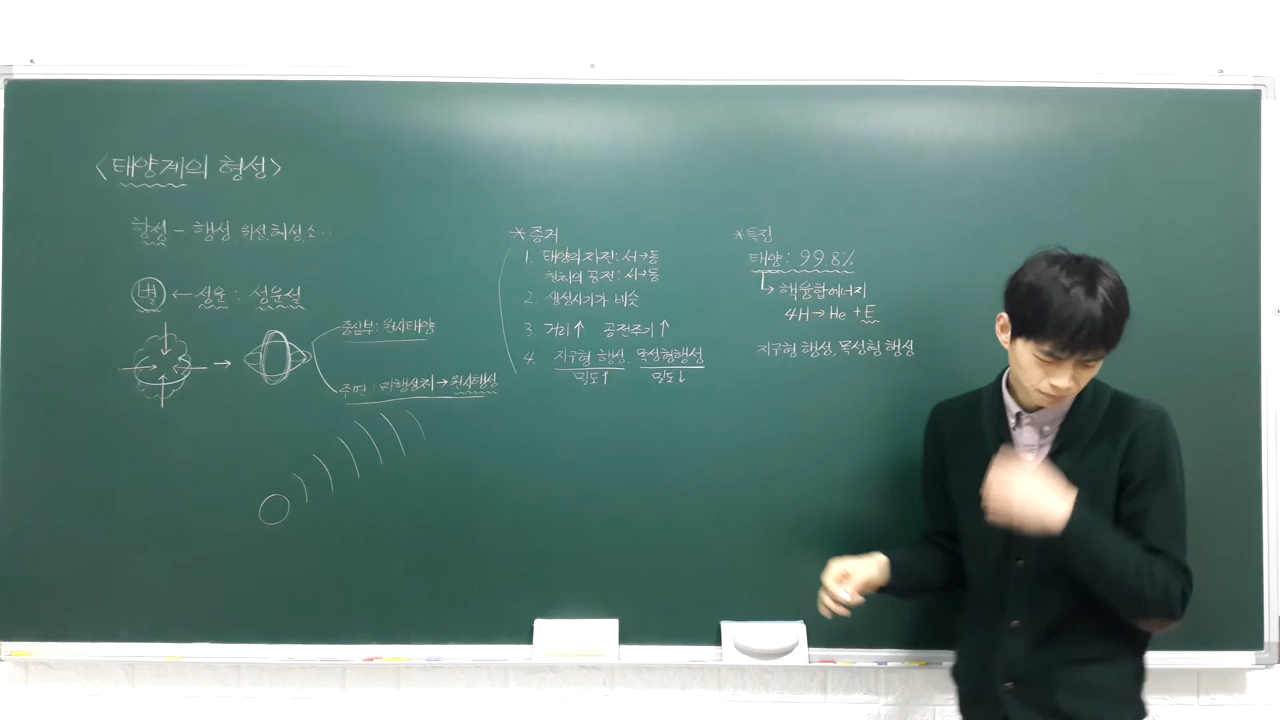 <태양계의 형성>
항성 - 행성, 위성, 혜성, 소...
별 ← 성운 : 성운설
중심부 : 원시태양
주변 : 미행성체 → 원시행성
*증거
1. 태양의 자전 : 서→동
천체의 공전 : 서→동
2. 생성시기가 비슷
3 거리↑ 공전주기↑
4. 지구형 행성, 목성형행성
밀도↑ 밀도↓
*특징
태양 : 99.8%
↳ 핵융합에너지
4H → He + E
지구형 행성, 목성형 행성